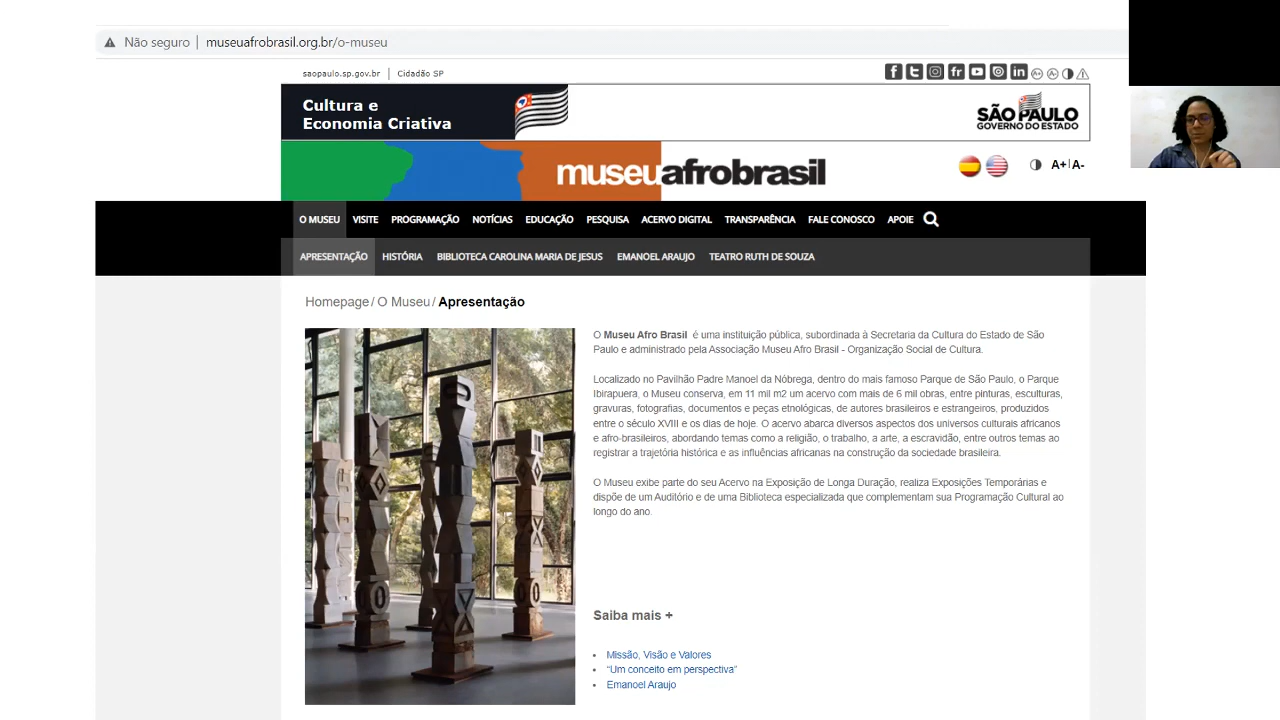 Não seguro | museuafrobrasil.org.br/o-museu
saopaulo.sp.gov.br | Cidadão SP
Cultura e
Economia Criativa
SÃO PAULO
GOVERNO DO ESTADO
museuafrobrasil
A+ | A-
O MUSEU VISITE PROGRAMAÇÃO NOTÍCIAS EDUCAÇÃO PESQUISA ACERVO DIGITAL TRANSPARÊNCIA FALE CONOSCO APOIE
APRESENTAÇÃO HISTÓRIA BIBLIOTECA CAROLINA MARIA DE JESUS EMANOEL ARAUJO TEATRO RUTH DE SOUZA
Homepage / O Museu / Apresentação
O Museu Afro Brasil é uma instituição pública, subordinada à Secretaria da Cultura do Estado de São
Paulo e administrado pela Associação Museu Afro Brasil - Organização Social de Cultura.
Localizado no Pavilhão Padre Manoel da Nóbrega, dentro do mais famoso Parque de São Paulo, o Parque
Ibirapuera, o Museu conserva, em 11 mil m2 um acervo com mais de 6 mil obras, entre pinturas, esculturas,
gravuras, fotografias, documentos e peças etnológicas, de autores brasileiros e estrangeiros, produzidos
entre o século XVIII e os dias de hoje. O acervo abarca diversos aspectos dos universos culturais africanos
e afro-brasileiros, abordando temas como a religião, o trabalho, a arte, a escravidão, entre outros temas ao
registrar a trajetória histórica e as influências africanas na construção da sociedade brasileira.
O Museu exibe parte do seu Acervo na Exposição de Longa Duração, realiza Exposições Temporárias e
dispõe de um Auditório e de uma Biblioteca especializada que complementam sua Programação Cultural ao
longo do ano.
Saiba mais +
Missão, Visão e Valores
“Um conceito em perspectiva”
Emanoel Araujo